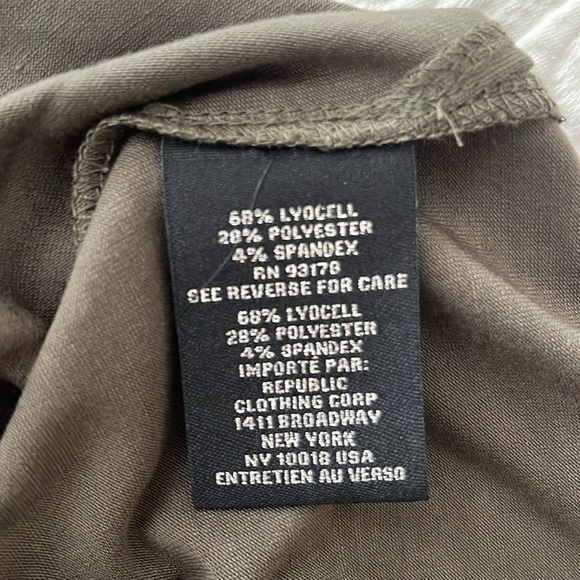 68% LYOCELL
28% POLYESTER
4% SPANDEX
RN 93178
SEE REVERSE FOR CARE
68% LYOCELL
28% POLYESTER
4% SPANDEX
IMPORTÉ PAR:
REPUBLIC
CLOTHING CORP
1411 BROADWAY
NEW YORK
NY 10018 USA
ENTRETIEN AU VERSO